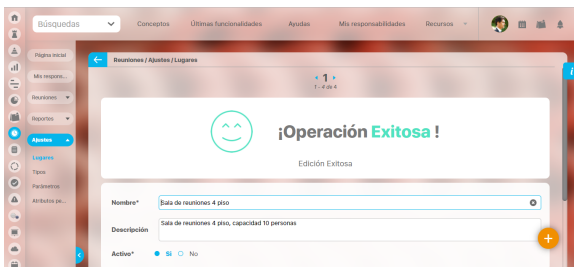 Búsquedas
Conceptos
Últimas funcionalidades
Ayudas
Mis responsabilidades
Recursos
Página inicial
Mis respons...
Reuniones
Reportes
Ajustes
Lugares
Tipos
Parámetros
Atributos pe...
Reuniones / Ajustes / Lugares
1
1 - 4 de 4
¡Operación Exitosa !
Edición Exitosa
Nombre*
Sala de reuniones 4 piso
Descripción
Sala de reuniones 4 piso, capacidad 10 personas
Activo*
Si
No
i